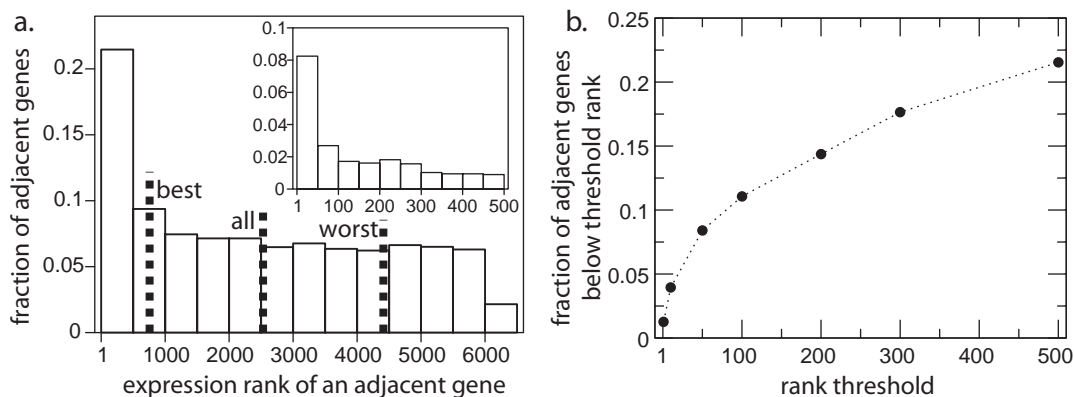 a.
fraction of adjacent genes
0.2
0.15
0.1
0.05
0
best
all
worst
1 1000 2000 3000 4000 5000 6000
expression rank of an adjacent gene
0.1
0.08
0.06
0.04
0.02
0
1 100 200 300 400 500
b.
fraction of adjacent genes
below threshold rank
0.25
0.2
0.15
0.1
0.05
0
1 100 200 300 400 500
rank threshold